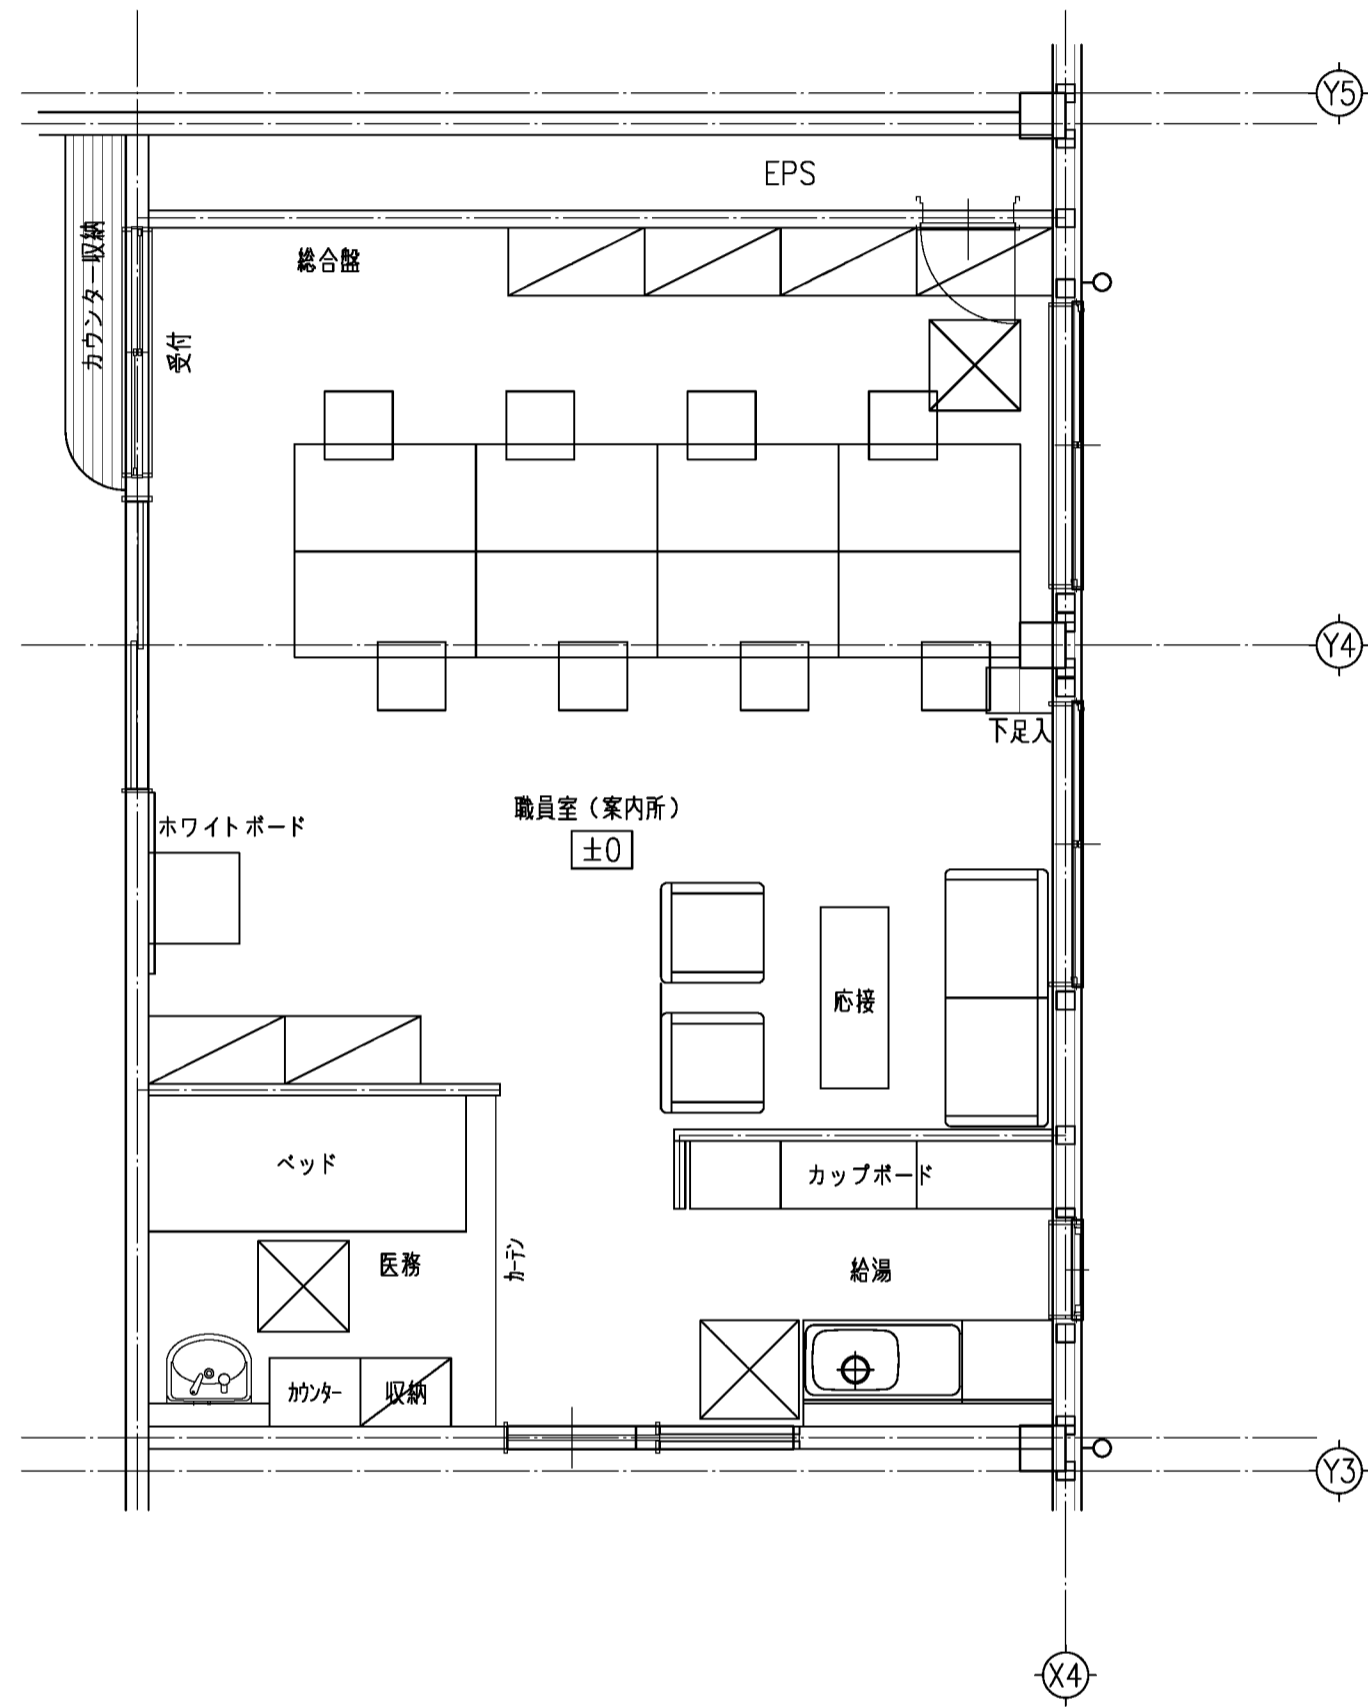 Y5
EPS
カウンター収納
総合盤
受付
Y4
下足入
職員室（案内所）
±0
ホワイトボード
応接
ベッド
カップボード
医務
カーテン
給湯
カウンター
収納
Y3
X4